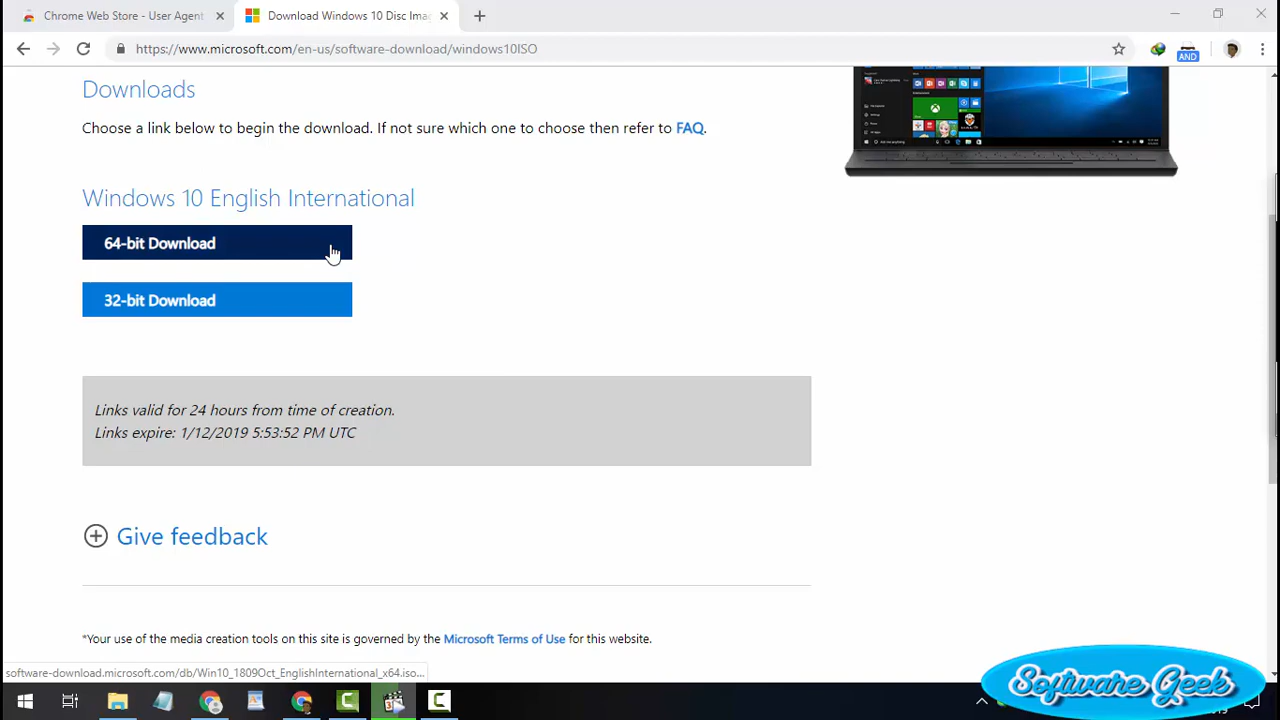 Chrome Web Store - User Agent
Download Windows 10 Disc Imag
https://www.microsoft.com/en-us/software-download/windows10ISO
AND
Downloads
Choose a link below to begin the download. If not sure which one to choose then refer to FAQ.
Windows 10 English International
64-bit Download
32-bit Download
Links valid for 24 hours from time of creation.
Links expire: 1/12/2019 5:53:52 PM UTC
Give feedback
*Your use of the media creation tools on this site is governed by the Microsoft Terms of Use for this website.
software-download.microsoft.com/db/Win10_1809Oct_EnglishInternational_x64.iso...
Software Geek